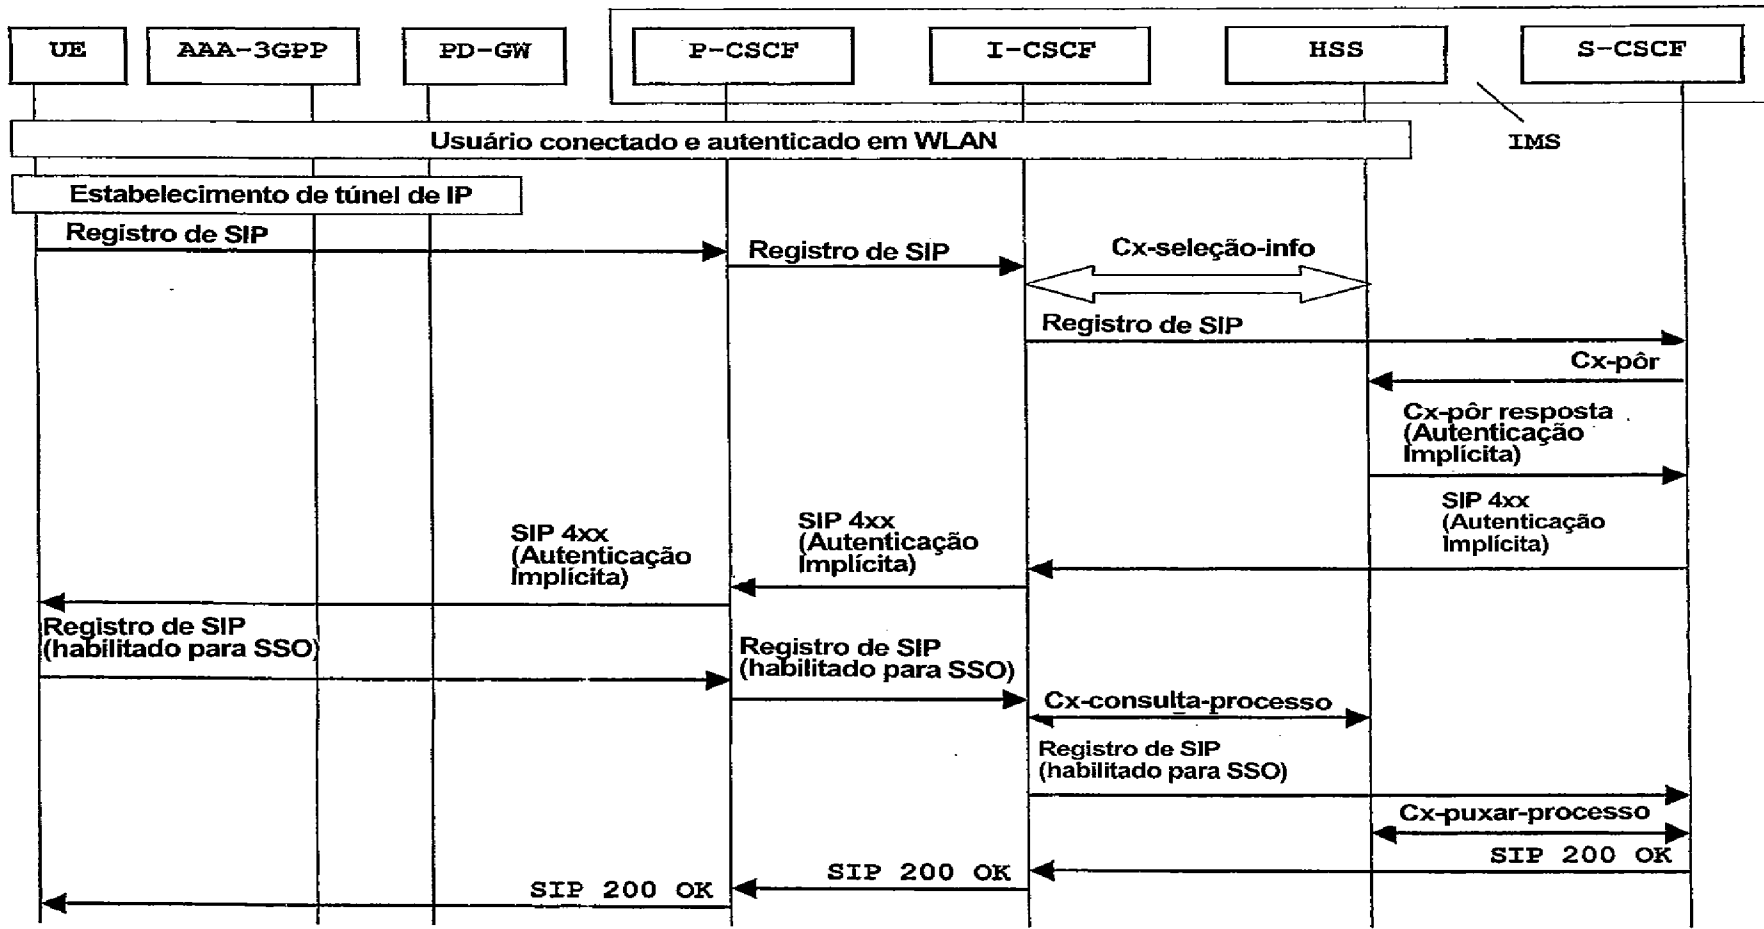 UE
AAA-3GPP
PD-GW
P-CSCF
I-CSCF
HSS
S-CSCF
Usuário conectado e autenticado em WLAN
IMS
Estabelecimento de túnel de IP
Registro de SIP
Registro de SIP
Cx-seleção-info
Registro de SIP
Cx-pôr
Cx-pôr resposta
(Autenticação
Implícita)
SIP 4xx
(Autenticação
Implícita)
SIP 4xx
(Autenticação
Implícita)
SIP 4xx
(Autenticação
Implícita)
Registro de SIP
(habilitado para SSO)
Registro de SIP
(habilitado para SSO)
Cx-consulta-processo
Registro de SIP
(habilitado para SSO)
Cx-puxar-processo
SIP 200 OK
SIP 200 OK
SIP 200 OK